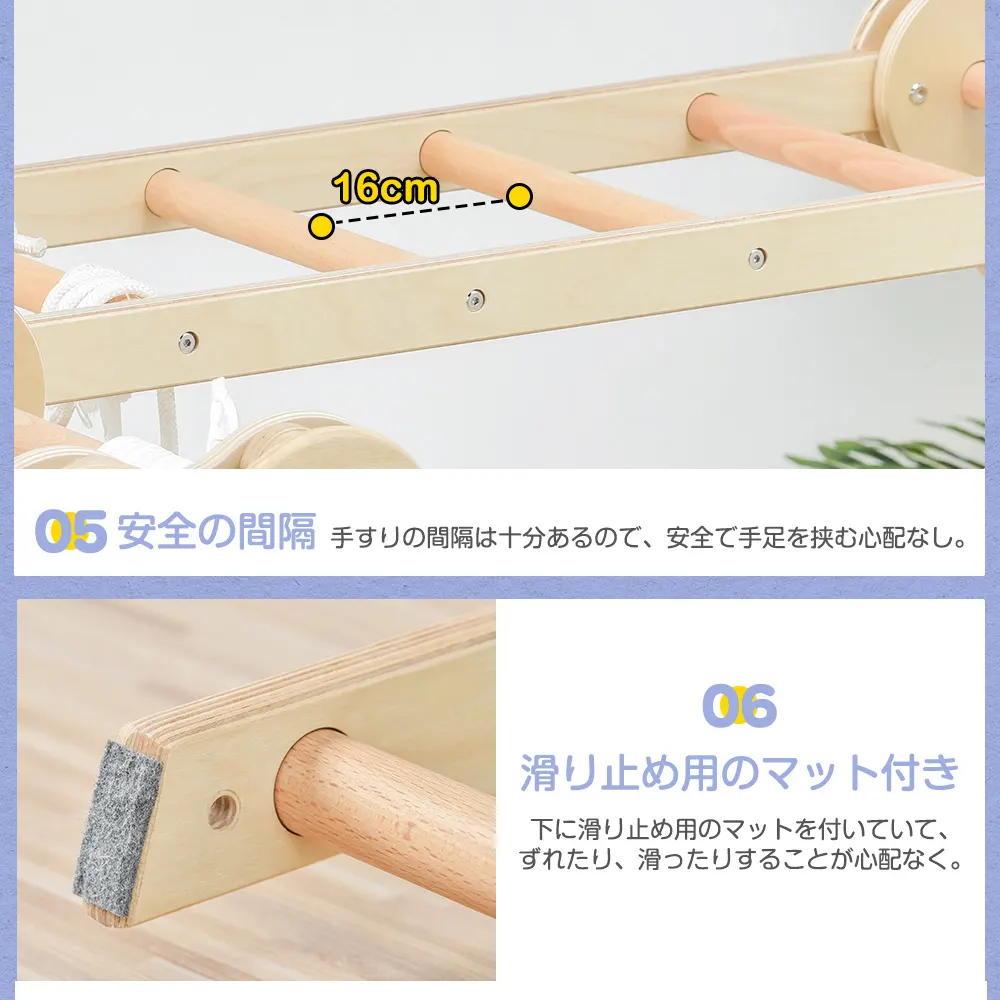 16cm
05 安全の間隔 手すりの間隔は十分あるので、安全で手足を挟む心配なし。
06
滑り止め用のマット付き
下に滑り止め用のマットを付いていて、
ずれたり、滑ったりすることが心配なく。